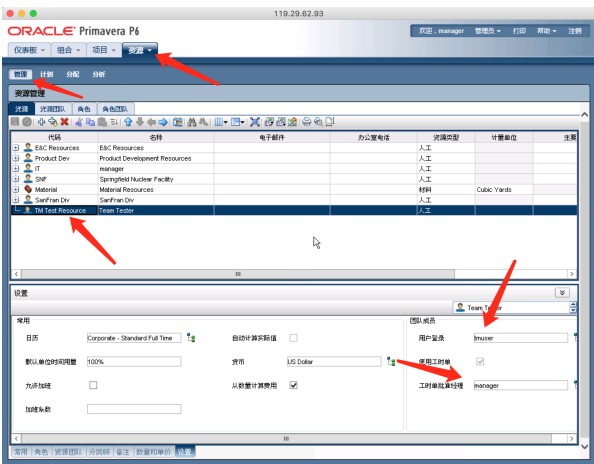 119.29.62.93
ORACLE® Primavera P6
欢迎, manager 管理员 打印 帮助 注销
仪表板 组合 项目 资源
管理 计划 分配 分析
资源管理
资源 资源团队 角色 角色团队
代码 名称 电子邮件 办公室电话 资源类型 计量单位 主要
E&C Resources E&C Resources 人工
Product Dev Product Development Resources 人工
IT manager 人工
SNF Springfield Nuclear Facility 人工
Material Material Resources 材料 Cubic Yards
SanFran Div SanFran Div 人工
TM Test Resource Team Tester 人工
设置
Team Tester
常用 团队成员
日历 Corporate - Standard Full Time 自动计算实际值 用户登录 tmuser
默认单位时间用量 100% 货币 US Dollar 使用工时单
允许加班 从数量计算费用 工时单批准经理 manager
加班系数
常用 角色 资源团队 分类码 备注 数量和单价 设置